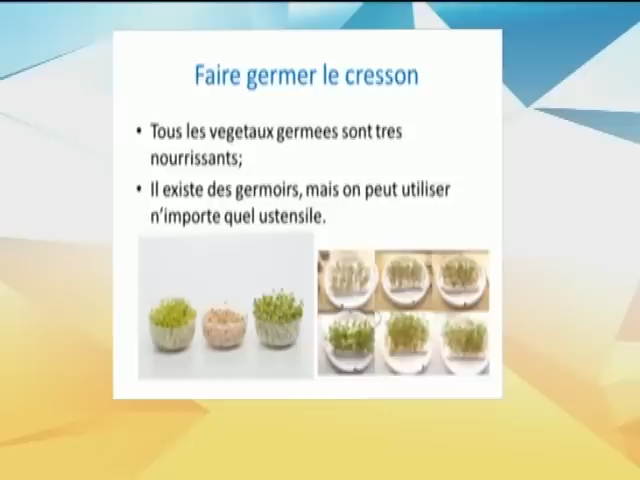 Faire germer le cresson
• Tous les vegetaux germees sont tres
nourrissants;
• Il existe des germoirs, mais on peut utiliser
n'importe quel ustensile.